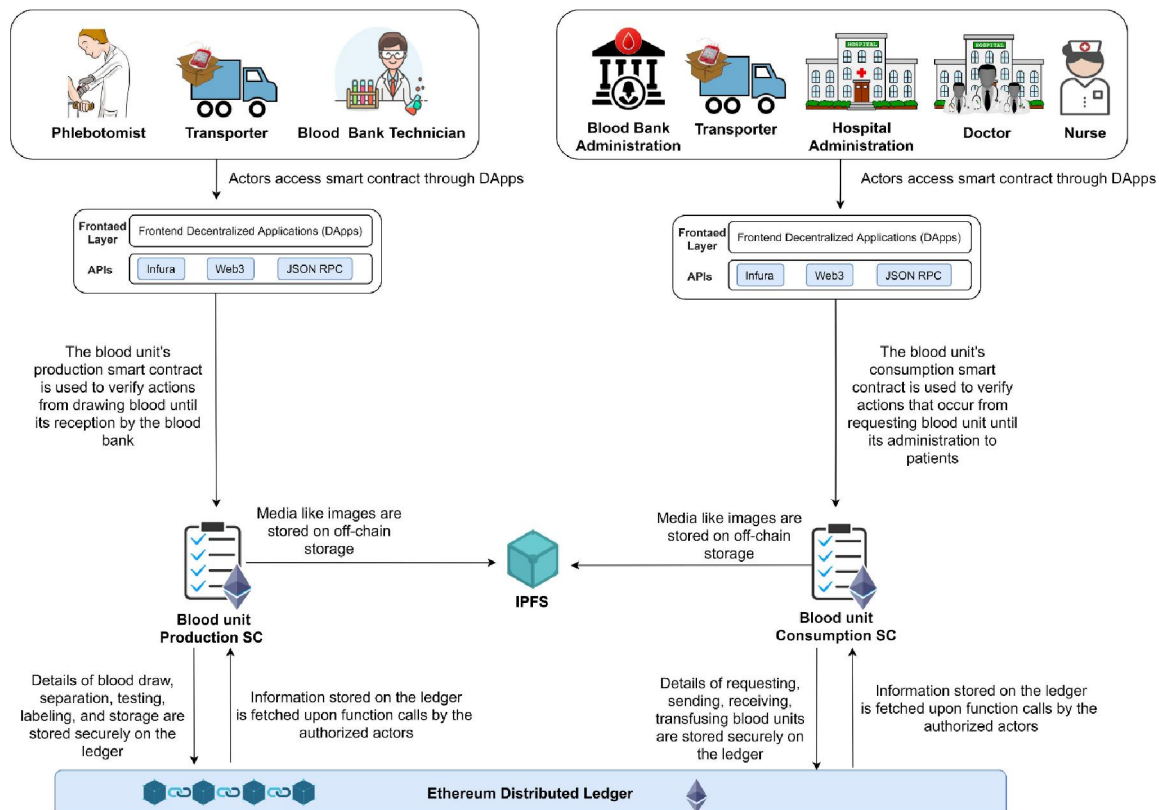 HOSPITAL
HOSPITAL
Phlebotomist
Transporter
Blood Bank Technician
Blood Bank
Administration
Transporter
Hospital
Administration
Doctor
Nurse
Actors access smart contract through DApps
Actors access smart contract through DApps
Frontaed
Layer
Frontend Decentralized Applications (DApps)
APIs
Infura
Web3
JSON RPC
Frontaed
Layer
Frontend Decentralized Applications (DApps)
APIs
Infura
Web3
JSON RPC
The blood unit's
production smart contract
is used to verify actions
from drawing blood until
its reception by the blood
bank
The blood unit's
consumption smart
contract is used to verify
actions that occur from
requesting blood unit until
its administration to
patients
Media like images are
stored on off-chain
storage
Media like images are
stored on off-chain
storage
IPFS
Blood unit
Production SC
Blood unit
Consumption SC
Details of blood draw,
separation, testing,
labeling, and storage are
stored securely on the
ledger
Information stored on the ledger
is fetched upon function calls by the
authorized actors
Details of requesting,
sending, receiving,
transfusing blood units
are stored securely on
the ledger
Information stored on the ledger
is fetched upon function calls by the
authorized actors
Ethereum Distributed Ledger